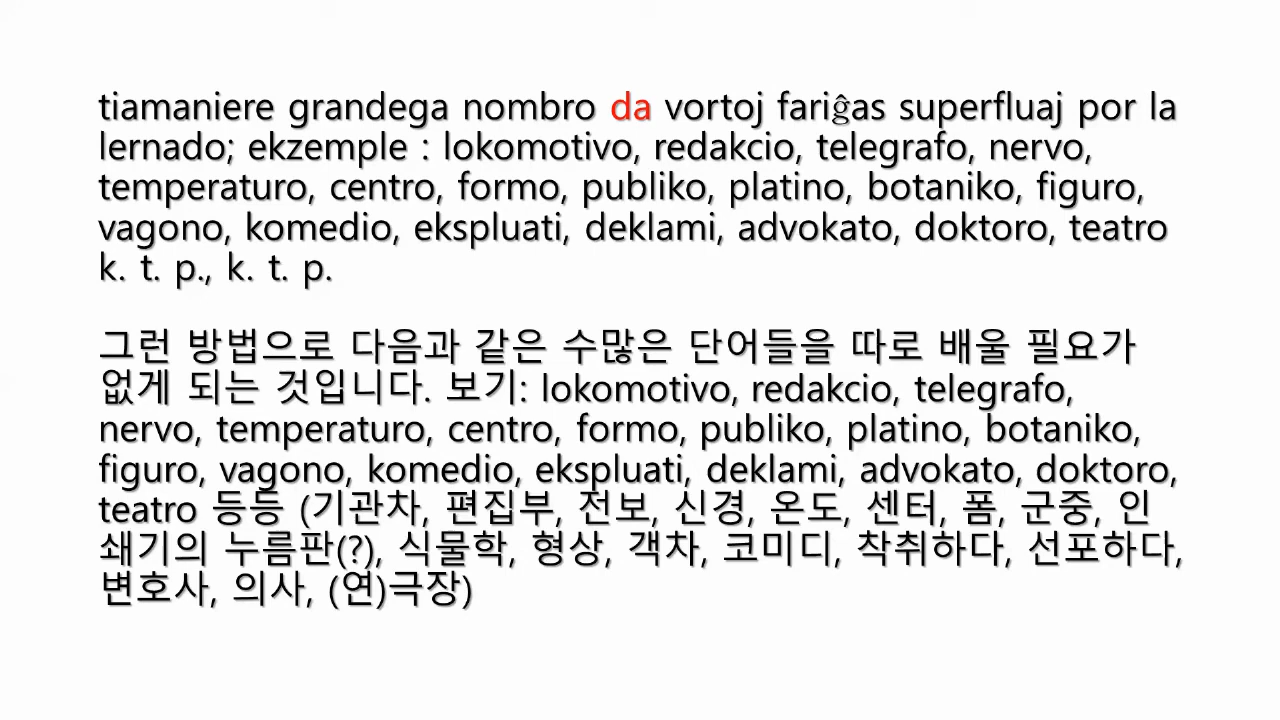 tiamaniere grandega nombro da vortoj fariĝas superfluaj por la
lernado; ekzemple : lokomotivo, redakcio, telegrafo, nervo,
temperaturo, centro, formo, publiko, platino, botaniko, figuro,
vagono, komedio, ekspluati, deklami, advokato, doktoro, teatro
k. t. p., k. t. p.
그런 방법으로 다음과 같은 수많은 단어들을 따로 배울 필요가
없게 되는 것입니다. 보기: lokomotivo, redakcio, telegrafo,
nervo, temperaturo, centro, formo, publiko, platino, botaniko,
figuro, vagono, komedio, ekspluati, deklami, advokato, doktoro,
teatro 등등 (기관차, 편집부, 전보, 신경, 온도, 센터, 폼, 군중, 인
쇄기의 누름판(?), 식물학, 형상, 객차, 코미디, 착취하다, 선포하다,
변호사, 의사, (연)극장)